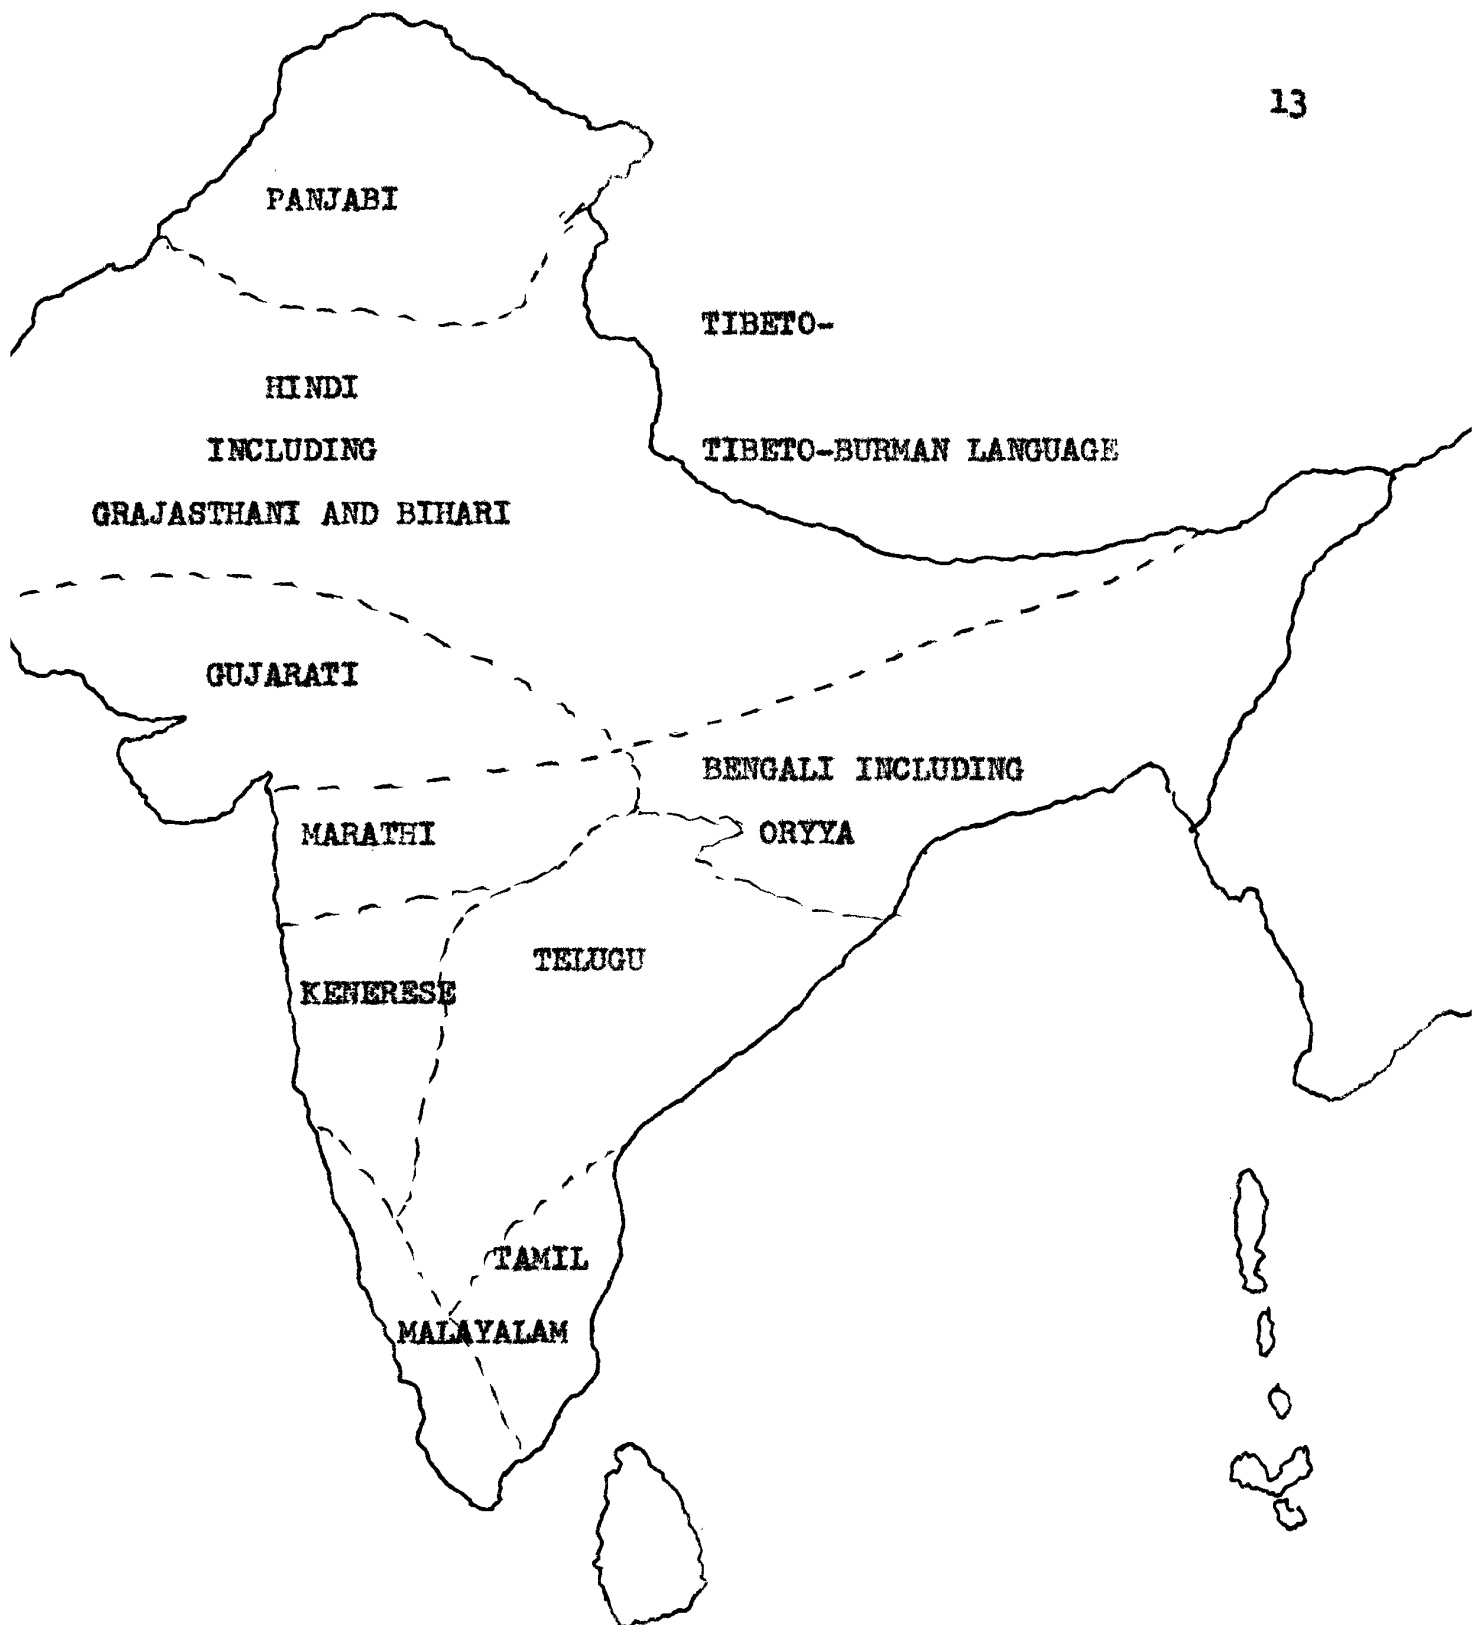 13
PANJABI
TIBETO-
HINDI
INCLUDING
TIBETO-BURMAN LANGUAGE
GRAJASTHANI AND BIHARI
GUJARATI
BENGALI INCLUDING
MARATHI
ORYYA
TELUGU
KENERESE
TAMIL
MALAYALAM